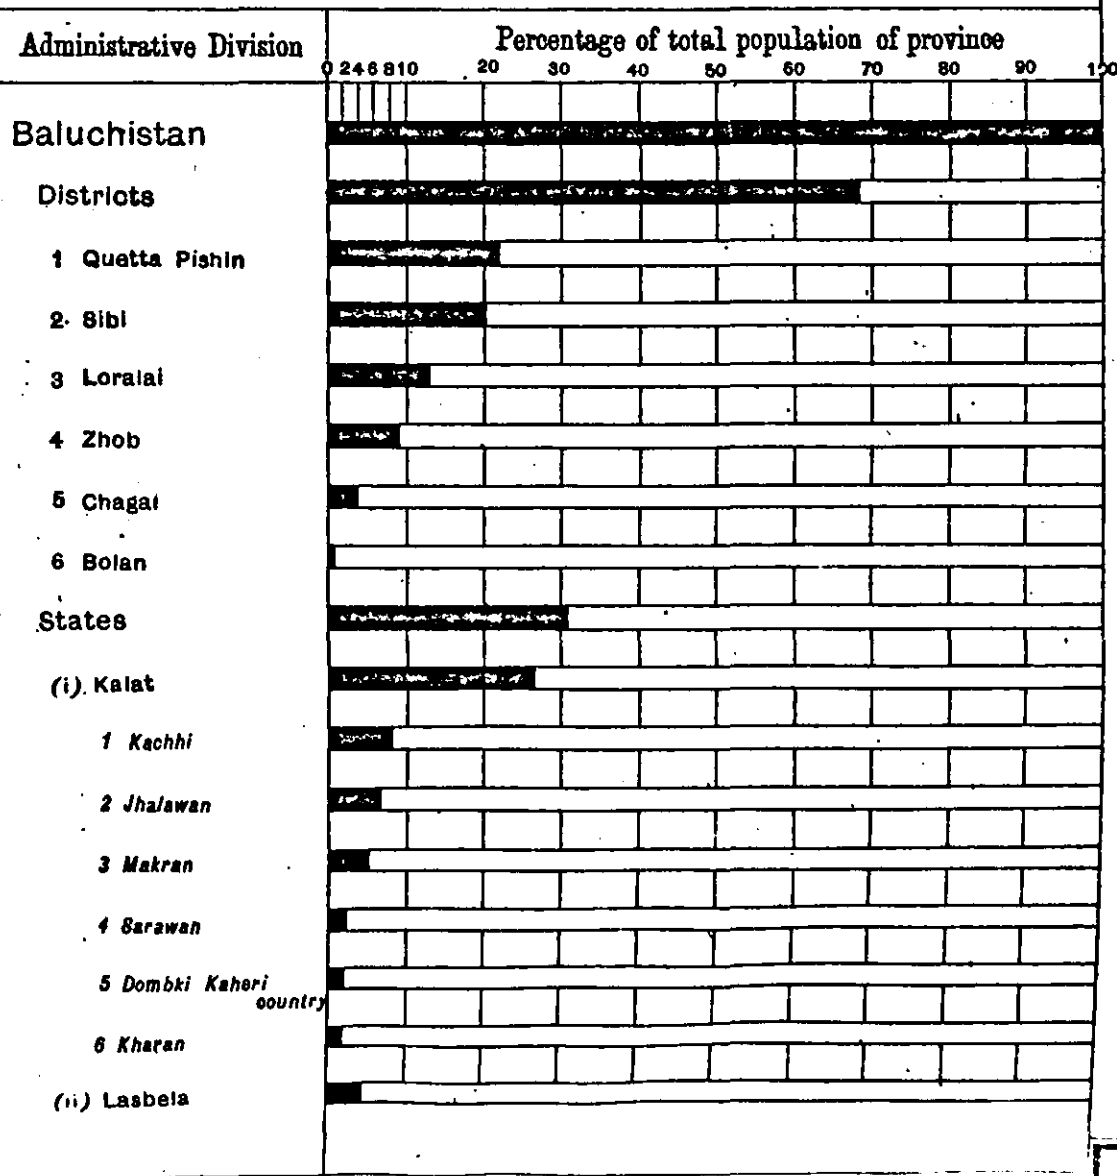 Administrative Division
Percentage of total population of province
0 2 4 6 8 10 20 30 40 50 60 70 80 90 100
Baluchistan
Districts
1 Quetta Pishin
2. Sibi
3 Loralai
4 Zhob
5 Chagai
6 Bolan
States
(i) Kalat
1 Kachhi
2 Jhalawan
3 Makran
4 Sarawan
5 Dombki Kaheri
country
6 Kharan
(ii) Lasbela